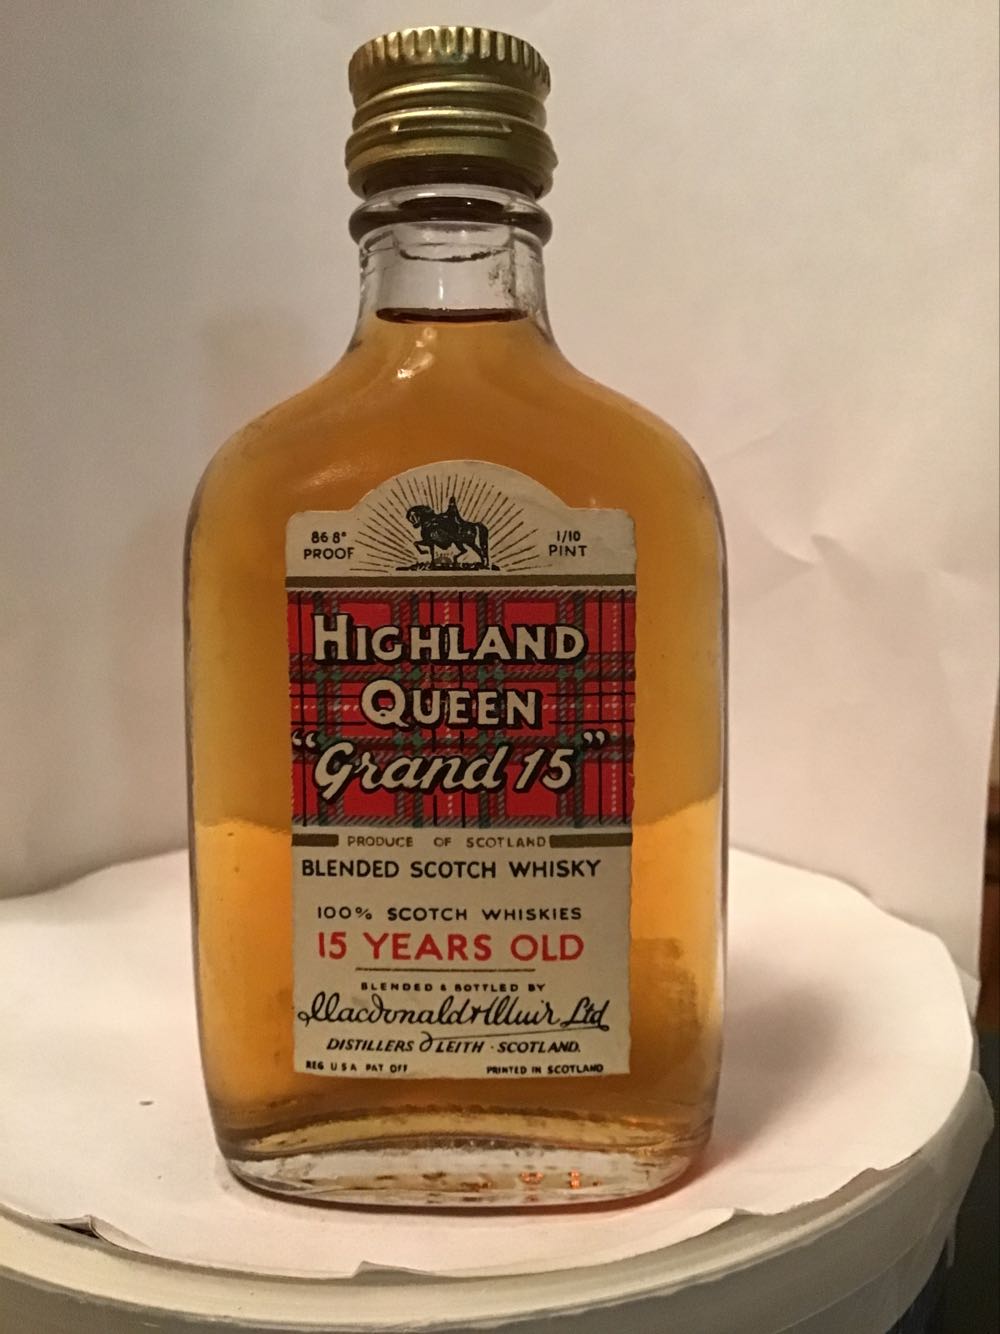 86 8° PROOF
1/10 PINT
HIGHLAND
QUEEN
"Grand 15"
PRODUCE OF SCOTLAND
BLENDED SCOTCH WHISKY
100% SCOTCH WHISKIES
15 YEARS OLD
BLENDED & BOTTLED BY
Macdonald & Muir Ltd
DISTILLERS LEITH · SCOTLAND.
REG U S A PAT OFF
PRINTED IN SCOTLAND